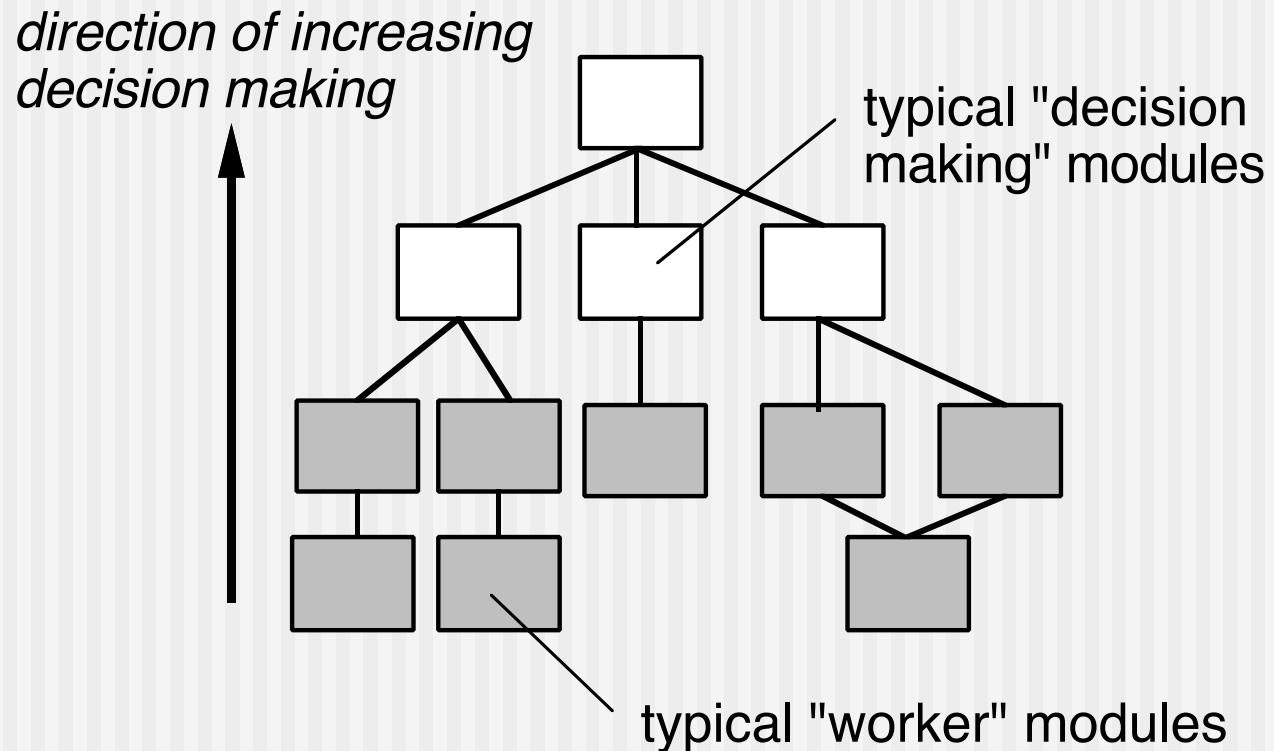 direction of increasing
decision making
typical "decision
making" modules
typical "worker" modules